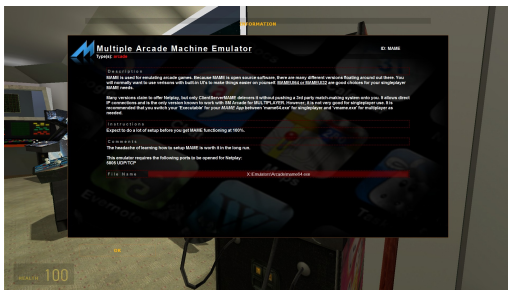 INFORMATION
Multiple Arcade Machine Emulator
ID: MAME
Type(s): arcade
Description
MAME is used for emulating arcade games. Because MAME is open source software, there are many different versions floating around out there. You
will normally want to use versions with built-in UI's to make things easier on yourself. MAMEUI64 or MAMEUI32 are good choices for your singleplayer
MAME needs.
Many versions claim to offer Netplay, but only ClientServerMAME delivers it without pushing a 3rd party match-making system onto you. It allows direct
IP connections and is the only version known to work with SM Arcade for MULTIPLAYER. However, it is not very good for singleplayer use. It is
recommended that you switch your 'Executable' for your MAME App between 'mame64.exe' for singleplayer and 'csmame.exe' for multiplayer as
needed.
Instructions
Expect to do a lot of setup before you get MAME functioning at 100%.
Comments
The headache of learning how to setup MAME is worth it in the long run.
This emulator requires the following ports to be opened for Netplay:
5805 UDP/TCP
File Name
X:\Emulators\Arcade\mame64.exe
OK
HEALTH 100